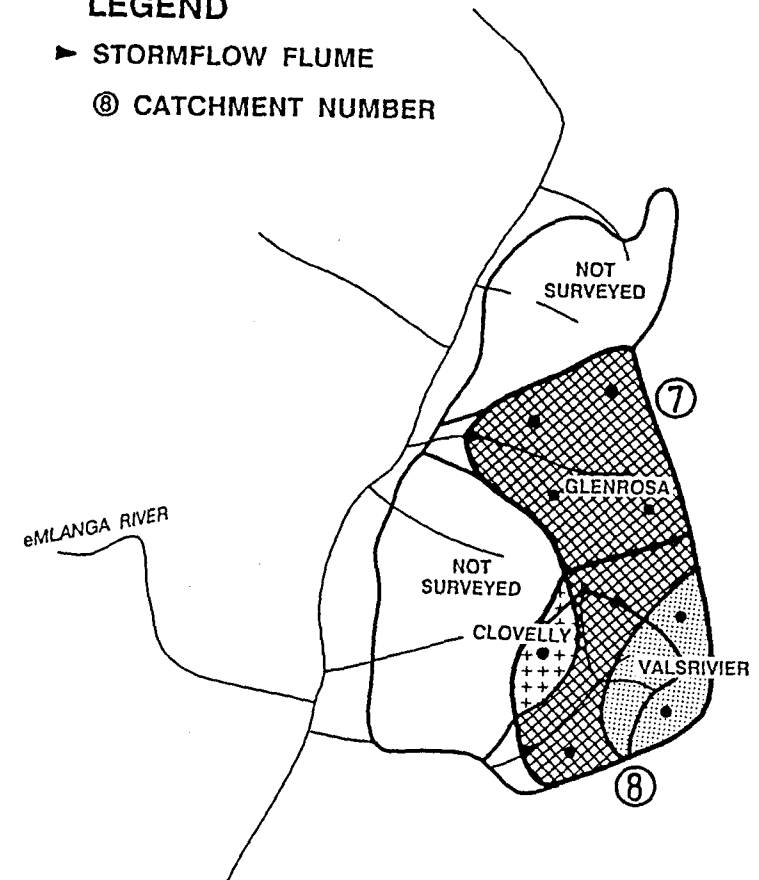 LEGEND
STORMFLOW FLUME
⑧ CATCHMENT NUMBER
NOT
SURVEYED
⑦
GLENROSA
eMLANGA RIVER
NOT
SURVEYED
CLOVELLY
VALSRIVIER
⑧